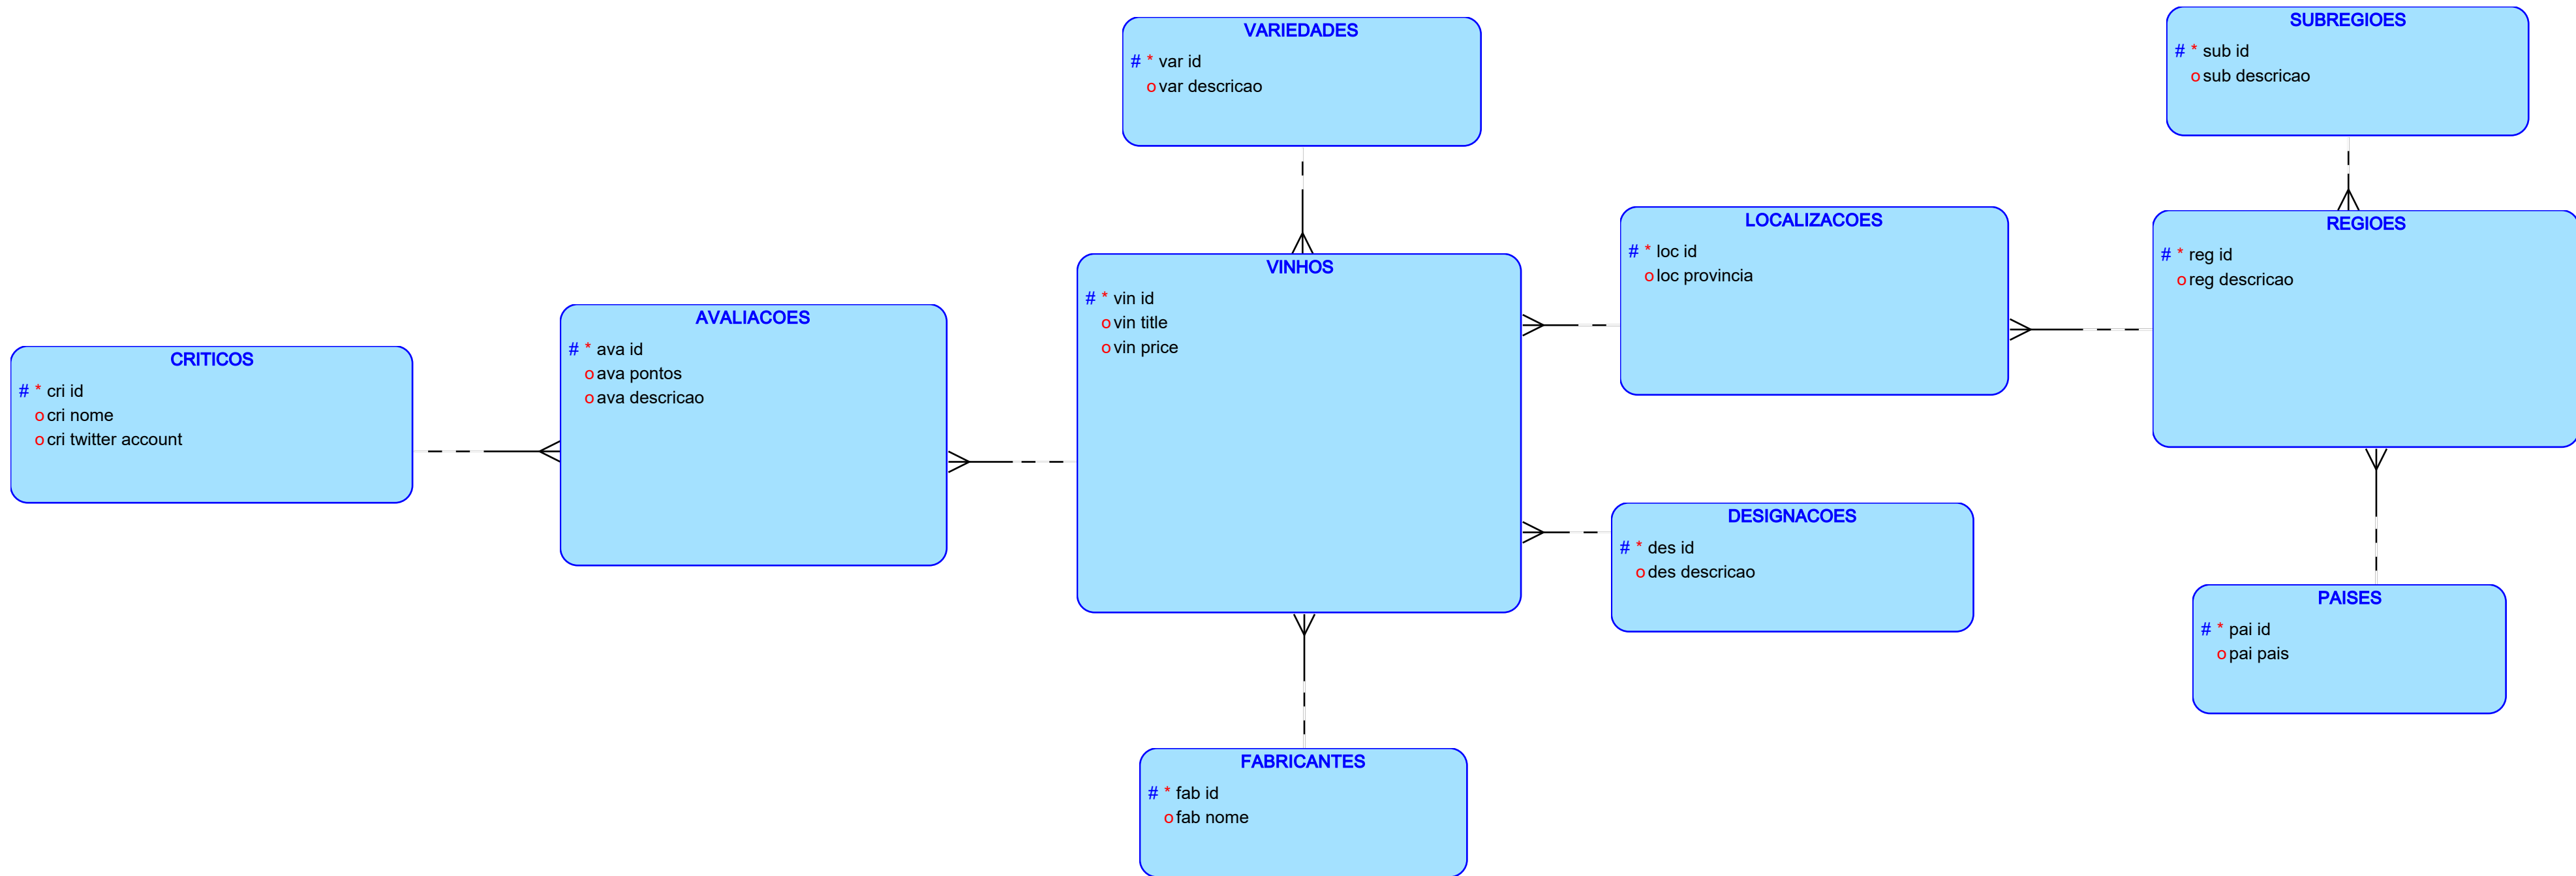 VARIEDADES
# * var id
o var descricao
SUBREGIOES
# * sub id
o sub descricao
LOCALIZACOES
# * loc id
o loc provincia
REGIOES
# * reg id
o reg descricao
VINHOS
# * vin id
o vin title
o vin price
AVALIACOES
# * ava id
o ava pontos
o ava descricao
CRITICOS
# * cri id
o cri nome
o cri twitter account
DESIGNACOES
# * des id
o des descricao
PAISES
# * pai id
o pai pais
FABRICANTES
# * fab id
o fab nome